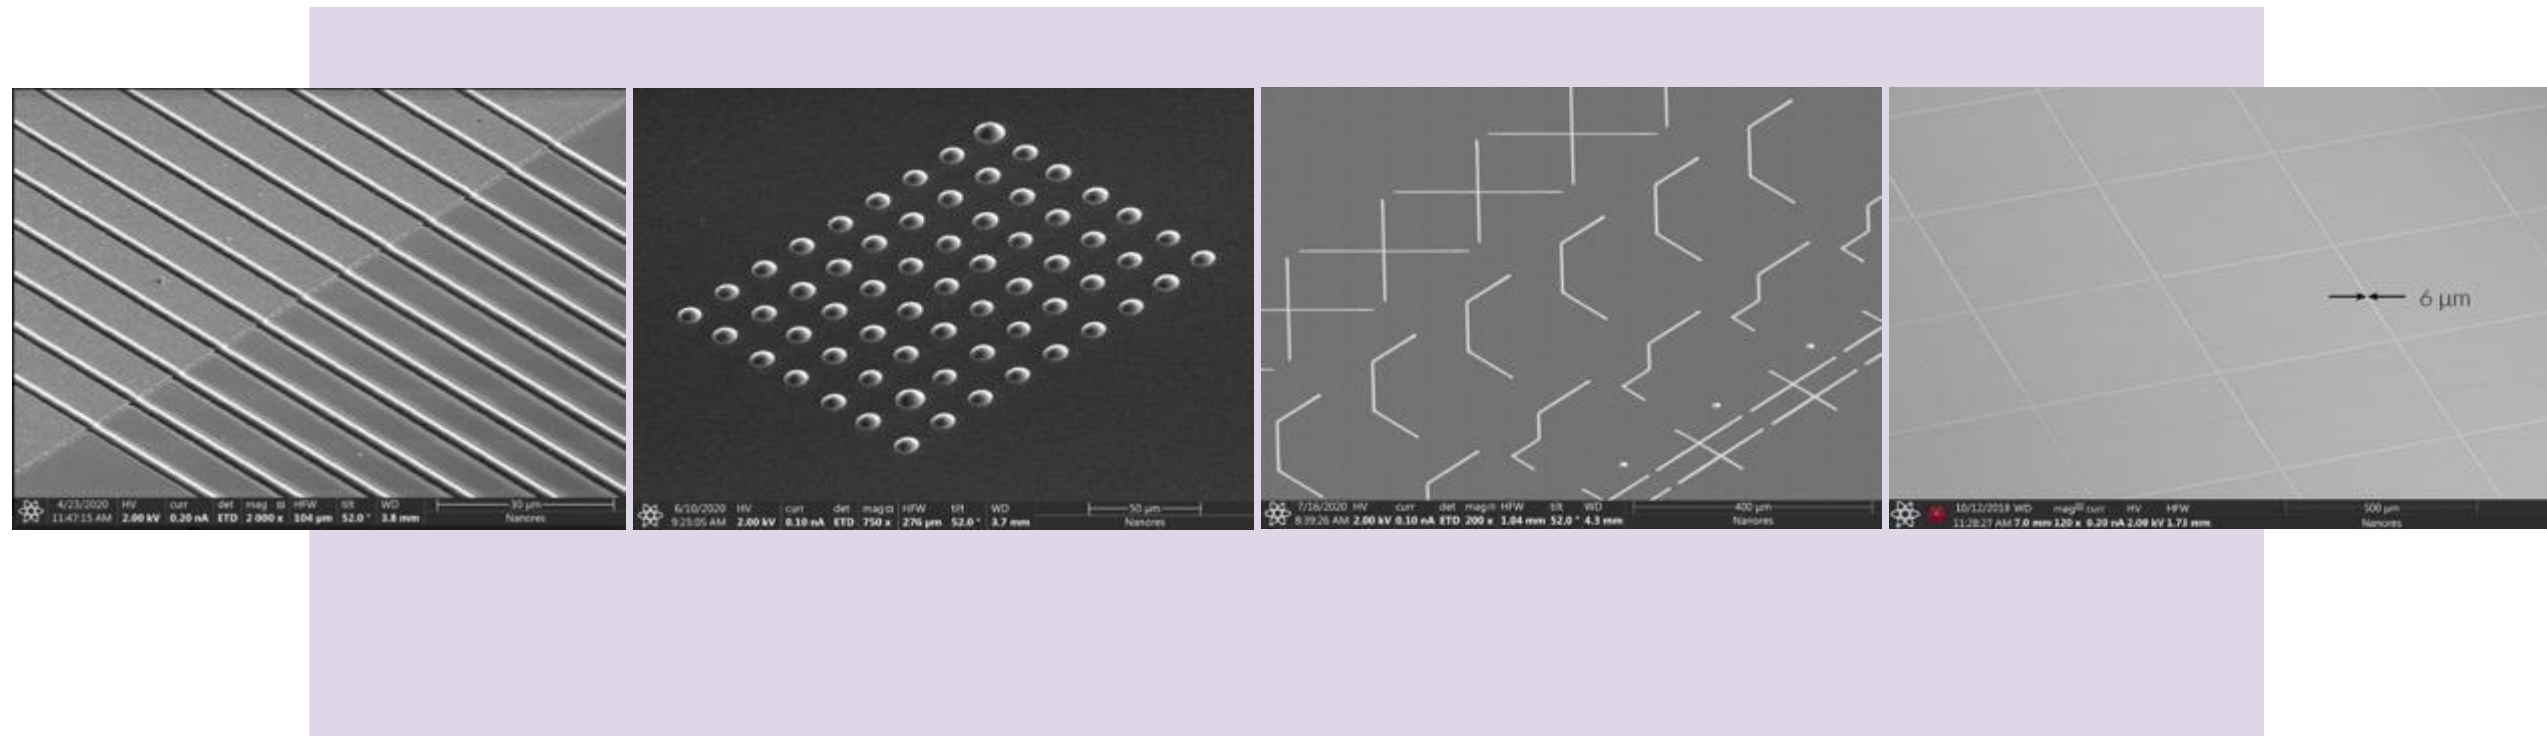 6 µm
4/23/2020 HV curr det mag HFW tilt WD 30 µm
11:47:15 AM 2.00 kV 0.20 nA ETD 2 000 x 104 µm 52.0 ° 3.8 mm Nanores
6/10/2020 HV curr det mag HFW tilt WD 50 µm
9:25:05 AM 2.00 kV 0.10 nA ETD 750 x 276 µm 52.0 ° 3.7 mm Nanores
7/16/2020 HV curr det mag HFW tilt WD 400 µm
8:39:26 AM 2.00 kV 0.10 nA ETD 200 x 1.04 mm 52.0 ° 4.3 mm Nanores
10/12/2018 WD mag curr HV HFW 500 µm
11:28:27 AM 7.0 mm 120 x 0.20 nA 2.00 kV 1.73 mm Nanores